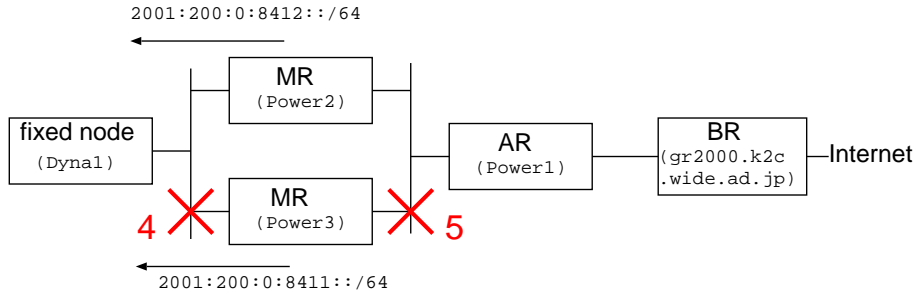 2001:200:0:8412::/64
MR
(Power2)
fixed node
(Dyna1)
AR
(Power1)
BR
(gr2000.k2c
.wide.ad.jp)
Internet
4
MR
(Power3)
5
2001:200:0:8411::/64